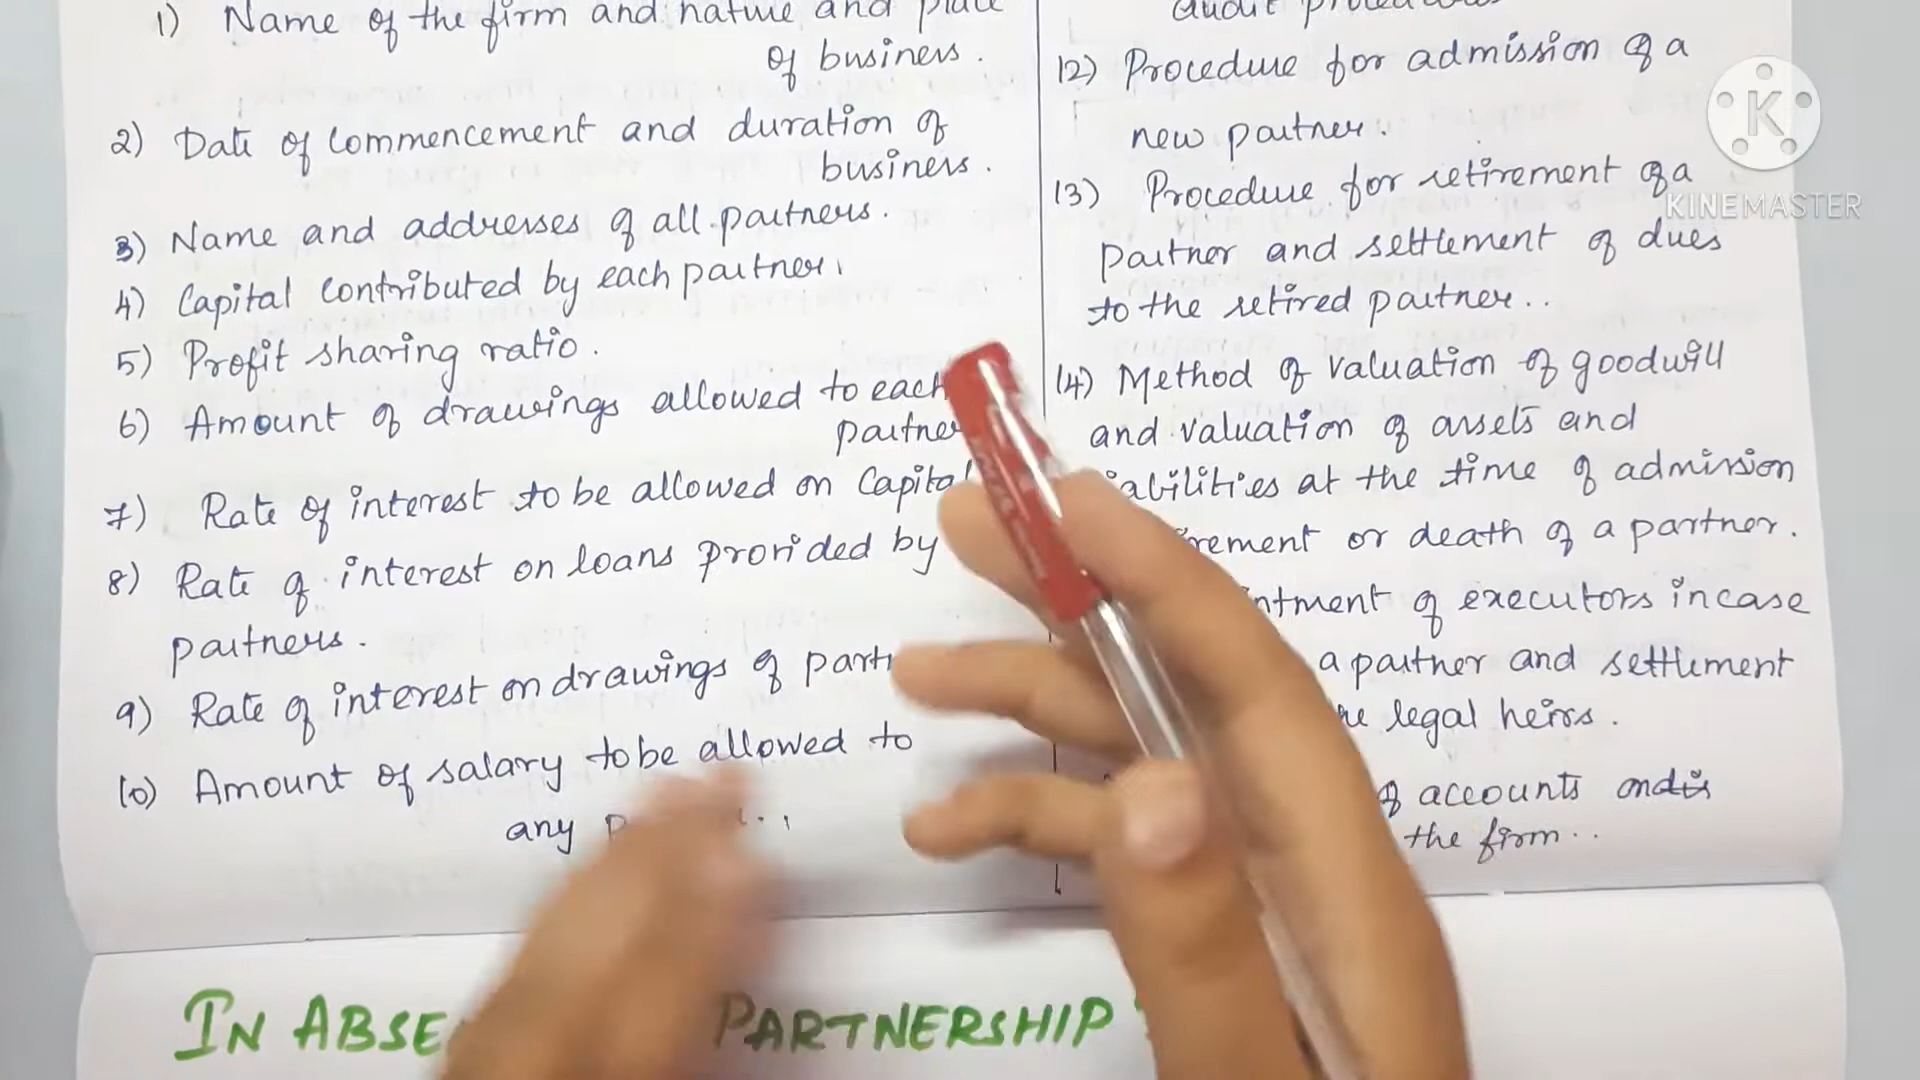 1) Name of the firm and nature and place
of business.
2) Date of Commencement and duration of
business.
3) Name and addresses of all partners.
4) Capital contributed by each partner.
5) Profit sharing ratio.
6) Amount of drawings allowed to each
partner
7) Rate of interest to be allowed on Capital
8) Rate of interest on loans provided by
partners.
9) Rate of interest on drawings of part
10) Amount of salary to be allowed to
any
audit
12) Procedure for admission of a
new partner.
13) Procedure for retirement of a
partner and settlement of dues
to the retired partner..
14) Method of valuation of goodwill
and valuation of assets and
iabilities at the time of admission
rement or death of a partner.
ntment of executors in case
a partner and settlement
legal heirs.
of accounts and
the firm..
IN ABSE PARTNERSHIP
K
KINEMASTER